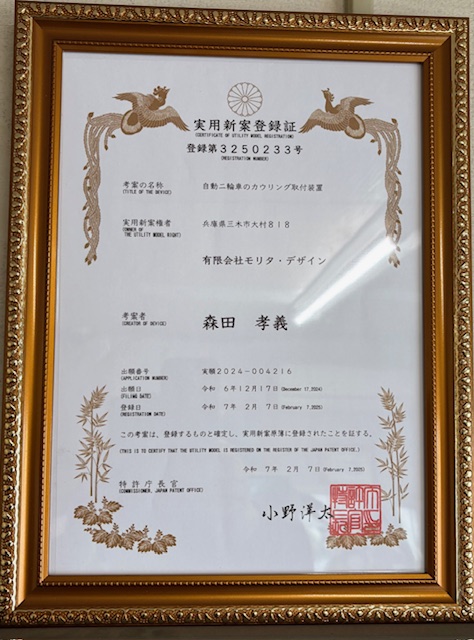 実用新案登録証
(CERTIFICATE OF UTILITY MODEL REGISTRATION)
登録第3250233号
(REGISTRATION NUMBER)
考案の名称 自動二輪車のカウリング取付装置
(TITLE OF THE DEVICE)
実用新案権者 兵庫県三木市大村818
(OWNER OF
THE UTILITY MODEL RIGHT)
有限会社モリタ・デザイン
考案者 森田 孝義
(CREATOR OF DEVICE)
出願番号 実願2024-004216
(APPLICATION NUMBER)
出願日 令和 6年12月17日(December 17,2024)
(FILING DATE)
登録日 令和 7年 2月 7日(February 7,2025)
(REGISTRATION DATE)
この考案は、登録するものと確定し、実用新案原簿に登録されたことを証する。
(THIS IS TO CERTIFY THAT THE UTILITY MODEL IS REGISTERED ON THE REGISTER OF THE JAPAN PATENT OFFICE.)
令和 7年 2月 7日(February 7,2025)
特許庁長官
(COMMISSIONER, JAPAN PATENT OFFICE)
小野洋太